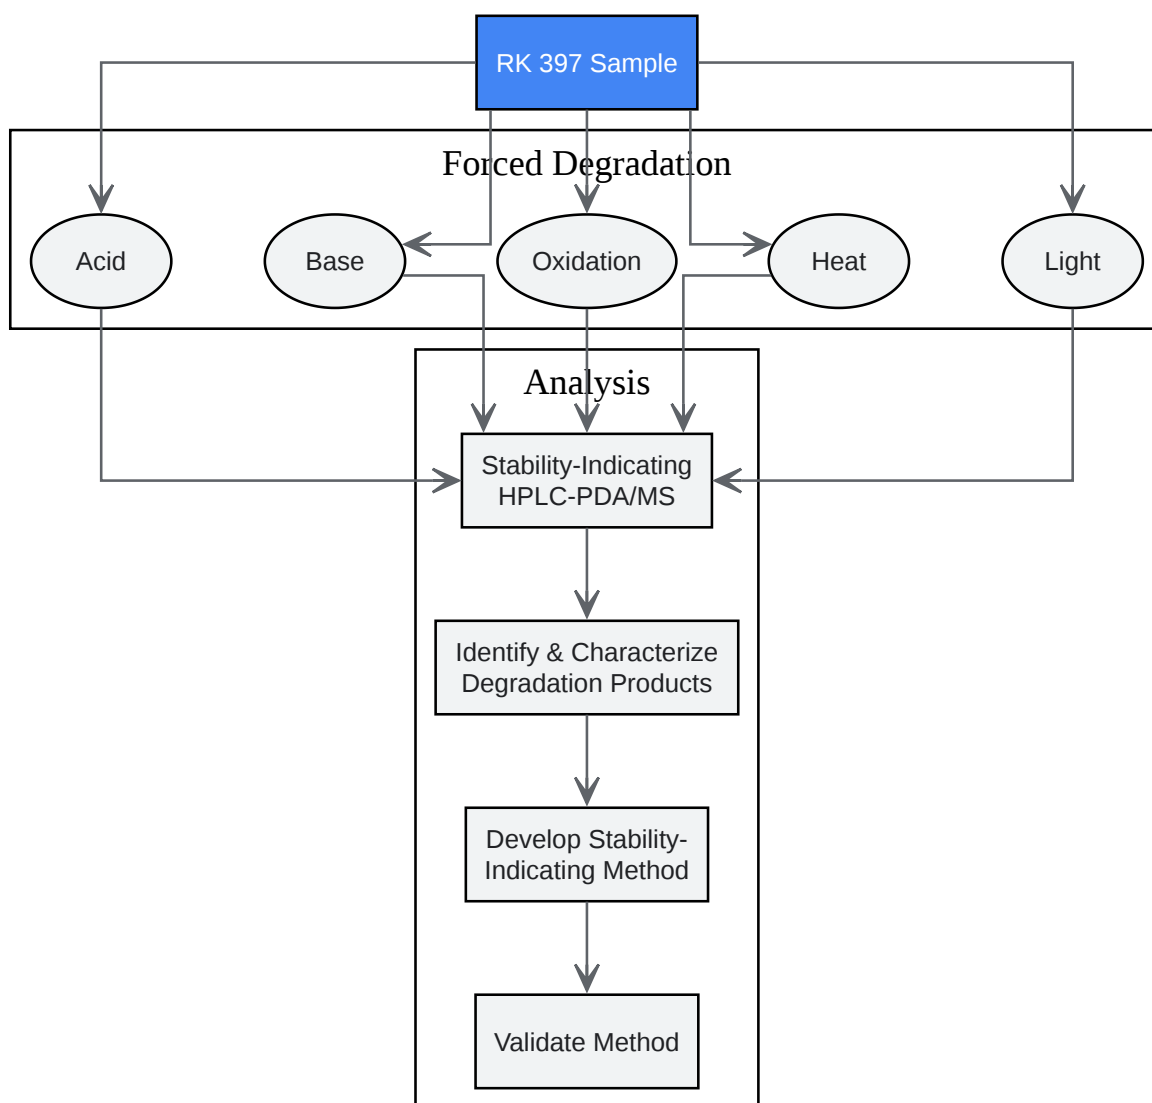 RK 397 Sample
Forced Degradation
Acid
Base
Oxidation
Heat
Light
Analysis
Stability-Indicating
HPLC-PDA/MS
Identify & Characterize
Degradation Products
Develop Stability-
Indicating Method
Validate Method